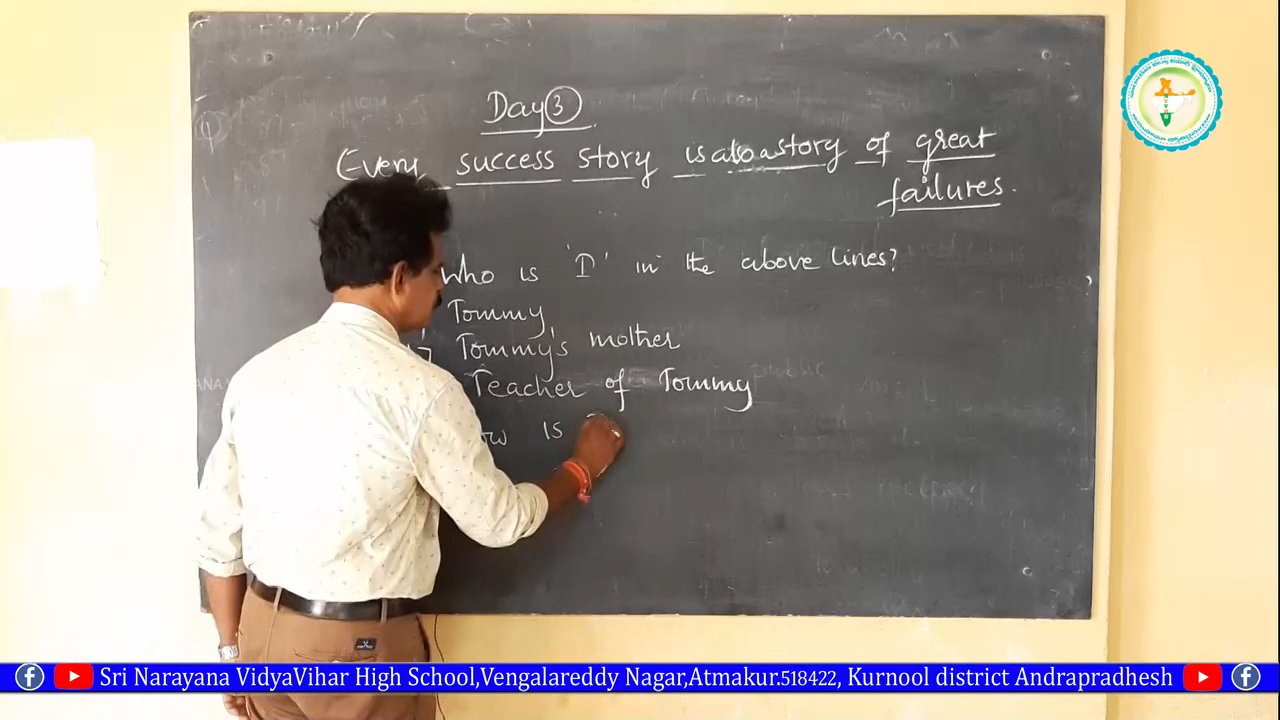 Day 3
Every success story is also a story of great
failures.
Who is 'I' in the above lines?
Tommy
Tommy's mother
Teacher of Tommy
is
Sri Narayana VidyaVihar High School,Vengalareddy Nagar,Atmakur.518422, Kurnool district Andrapradhesh